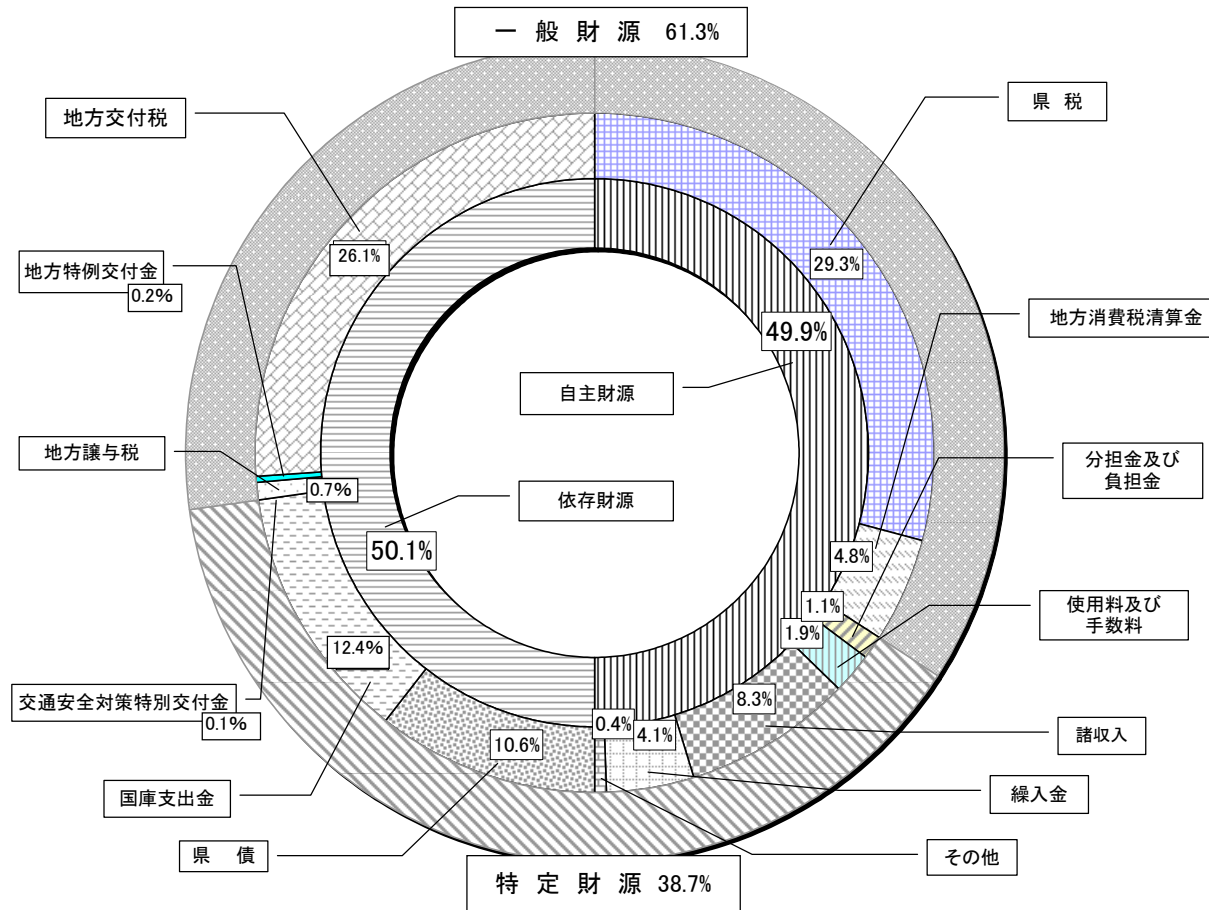 一 般 財 源 61.3%
県 税
地方交付税
29.3%
26.1%
地方特例交付金
0.2%
地方消費税清算金
49.9%
自主財源
地方譲与税
0.7%
分担金及び
負担金
依存財源
50.1%
4.8%
1.1%
使用料及び
手数料
1.9%
12.4%
交通安全対策特別交付金
0.1%
8.3%
0.4%
4.1%
10.6%
諸収入
国庫支出金
繰入金
県 債
その他
特 定 財 源 38.7%